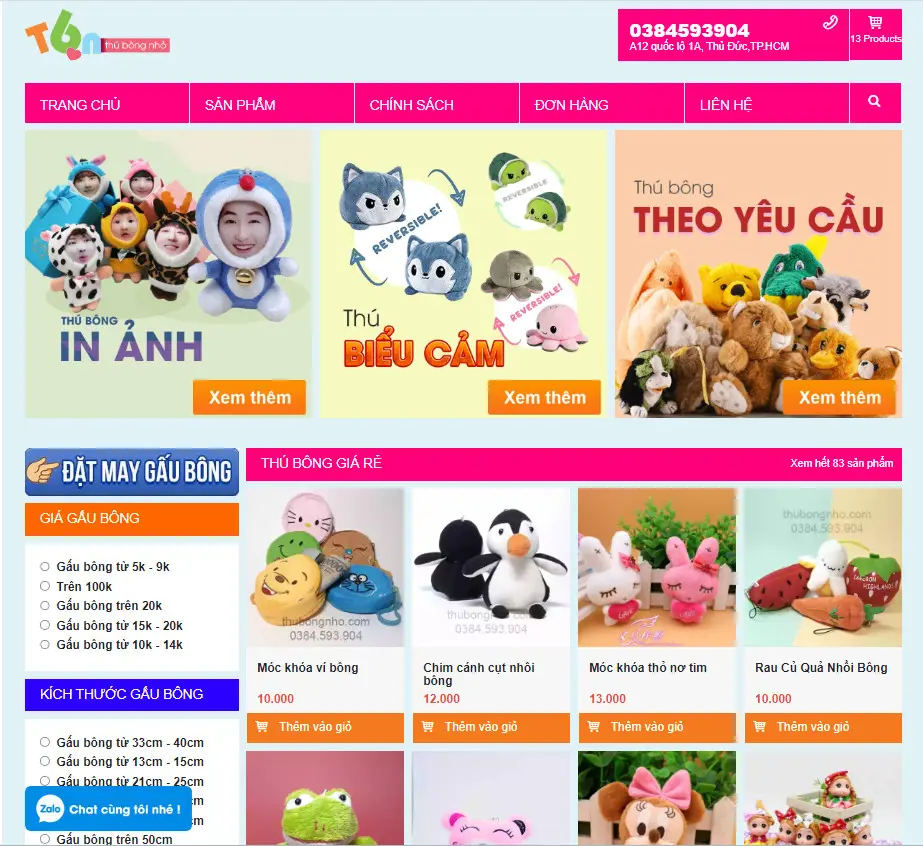 T6n
thú bông nhỏ
0384593904
A12 quốc lộ 1A, Thủ Đức,TP.HCM
13 Products
TRANG CHỦ
SẢN PHẨM
CHÍNH SÁCH
ĐƠN HÀNG
LIÊN HỆ
THÚ BÔNG
IN ẢNH
Xem thêm
REVERSIBLE!
REVERSIBLE!
REVERSIBLE!
Thú
BIỂU CẢM
Xem thêm
Thú bông
THEO YÊU CẦU
Xem thêm
ĐẶT MAY GẤU BÔNG
GIÁ GẤU BÔNG
Gấu bông từ 5k - 9k
Trên 100k
Gấu bông trên 20k
Gấu bông từ 15k - 20k
Gấu bông từ 10k - 14k
KÍCH THƯỚC GẤU BÔNG
Gấu bông từ 33cm - 40cm
Gấu bông từ 13cm - 15cm
Gấu bông từ 21cm - 25cm
cm
cm
Gấu bông trên 50cm
Zalo
Chat cùng tôi nhé !
THÚ BÔNG GIÁ RẺ
Xem hết 83 sản phẩm
thubongnho.com
0384.593.904
Móc khóa ví bông
10.000
Thêm vào giỏ
thubongnho.com
0384.593.904
Chim cánh cụt nhồi
bông
12.000
Thêm vào giỏ
Móc khóa thỏ nơ tim
13.000
Thêm vào giỏ
thubongnho.com
0384.593.904
HIGHLANDS
Rau Củ Quả Nhồi Bông
10.000
Thêm vào giỏ